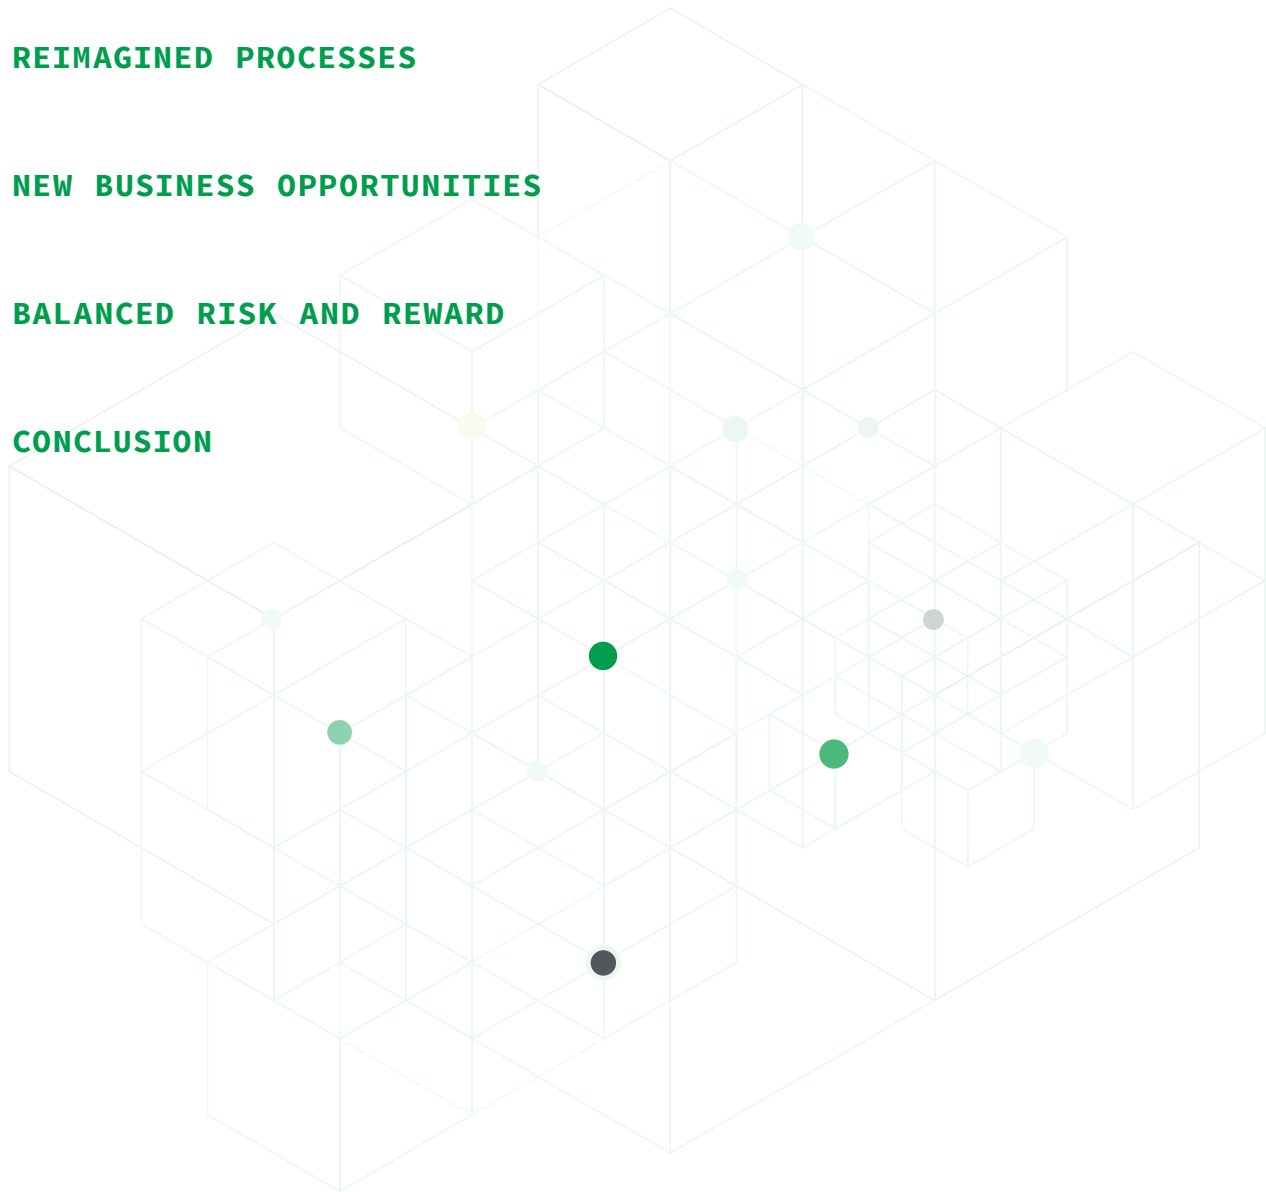 REIMAGINED PROCESSES
NEW BUSINESS OPPORTUNITIES
BALANCED RISK AND REWARD
CONCLUSION